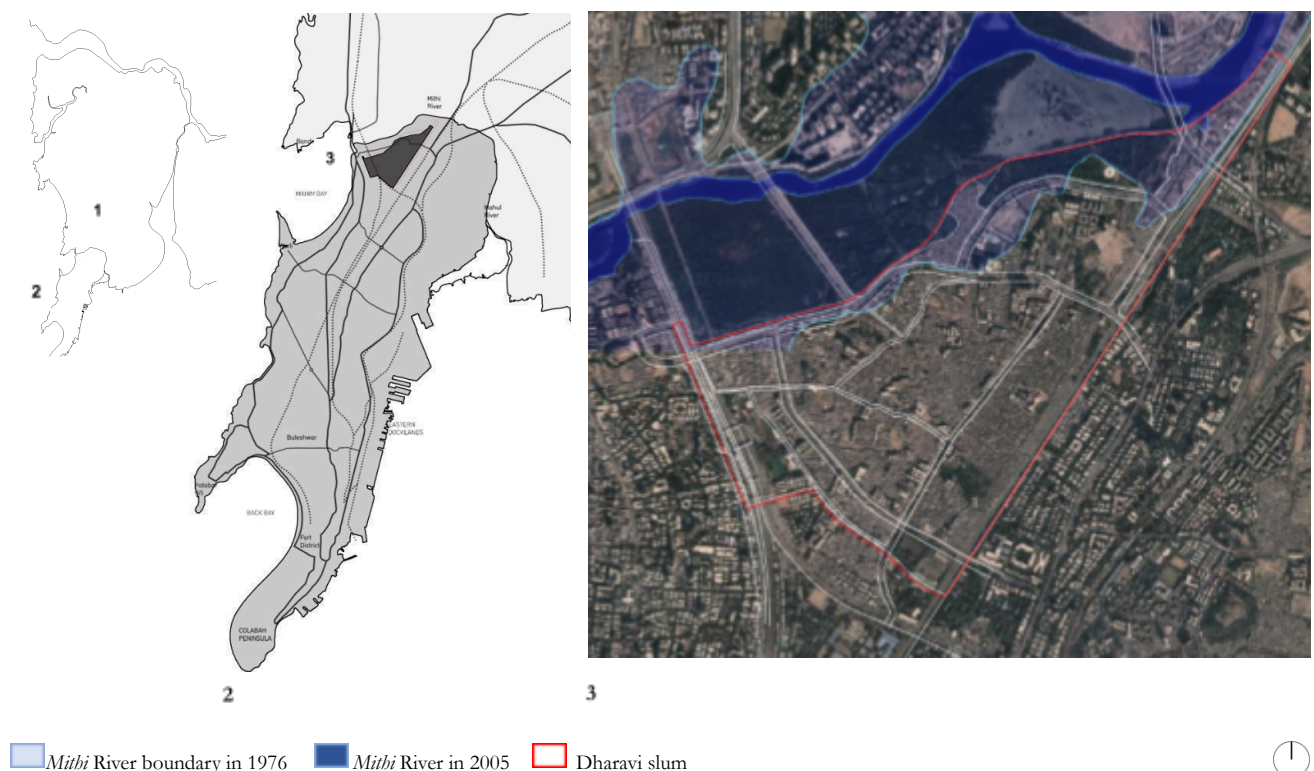 1
2
Mithi
River
3
MAHIM BAY
Mahul
River
EASTERN
DOCKLANDS
Buleshwar
BACK BAY
Fort
District
COLABAH
PENINSULA
2
3
Mithi River boundary in 1976
Mithi River in 2005
Dharavi slum